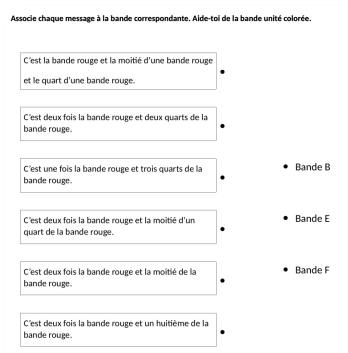 Associe chaque message à la bande correspondante. Aide-toi de la bande unité colorée.
C'est la bande rouge et la moitié d'une bande rouge
et le quart d'une bande rouge.
C'est deux fois la bande rouge et deux quarts de la
bande rouge.
C'est une fois la bande rouge et trois quarts de la
bande rouge.
Bande B
C'est deux fois la bande rouge et la moitié d'un
quart de la bande rouge.
Bande E
C'est deux fois la bande rouge et la moitié de la
bande rouge.
Bande F
C'est deux fois la bande rouge et un huitième de la
bande rouge.